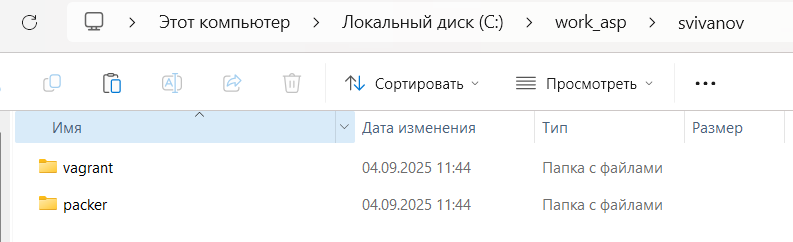 Этот компьютер > Локальный диск (C:) > work_asp > svivanov
Сортировать Просмотреть •••
Имя Дата изменения Тип Размер
vagrant 04.09.2025 11:44 Папка с файлами
packer 04.09.2025 11:44 Папка с файлами